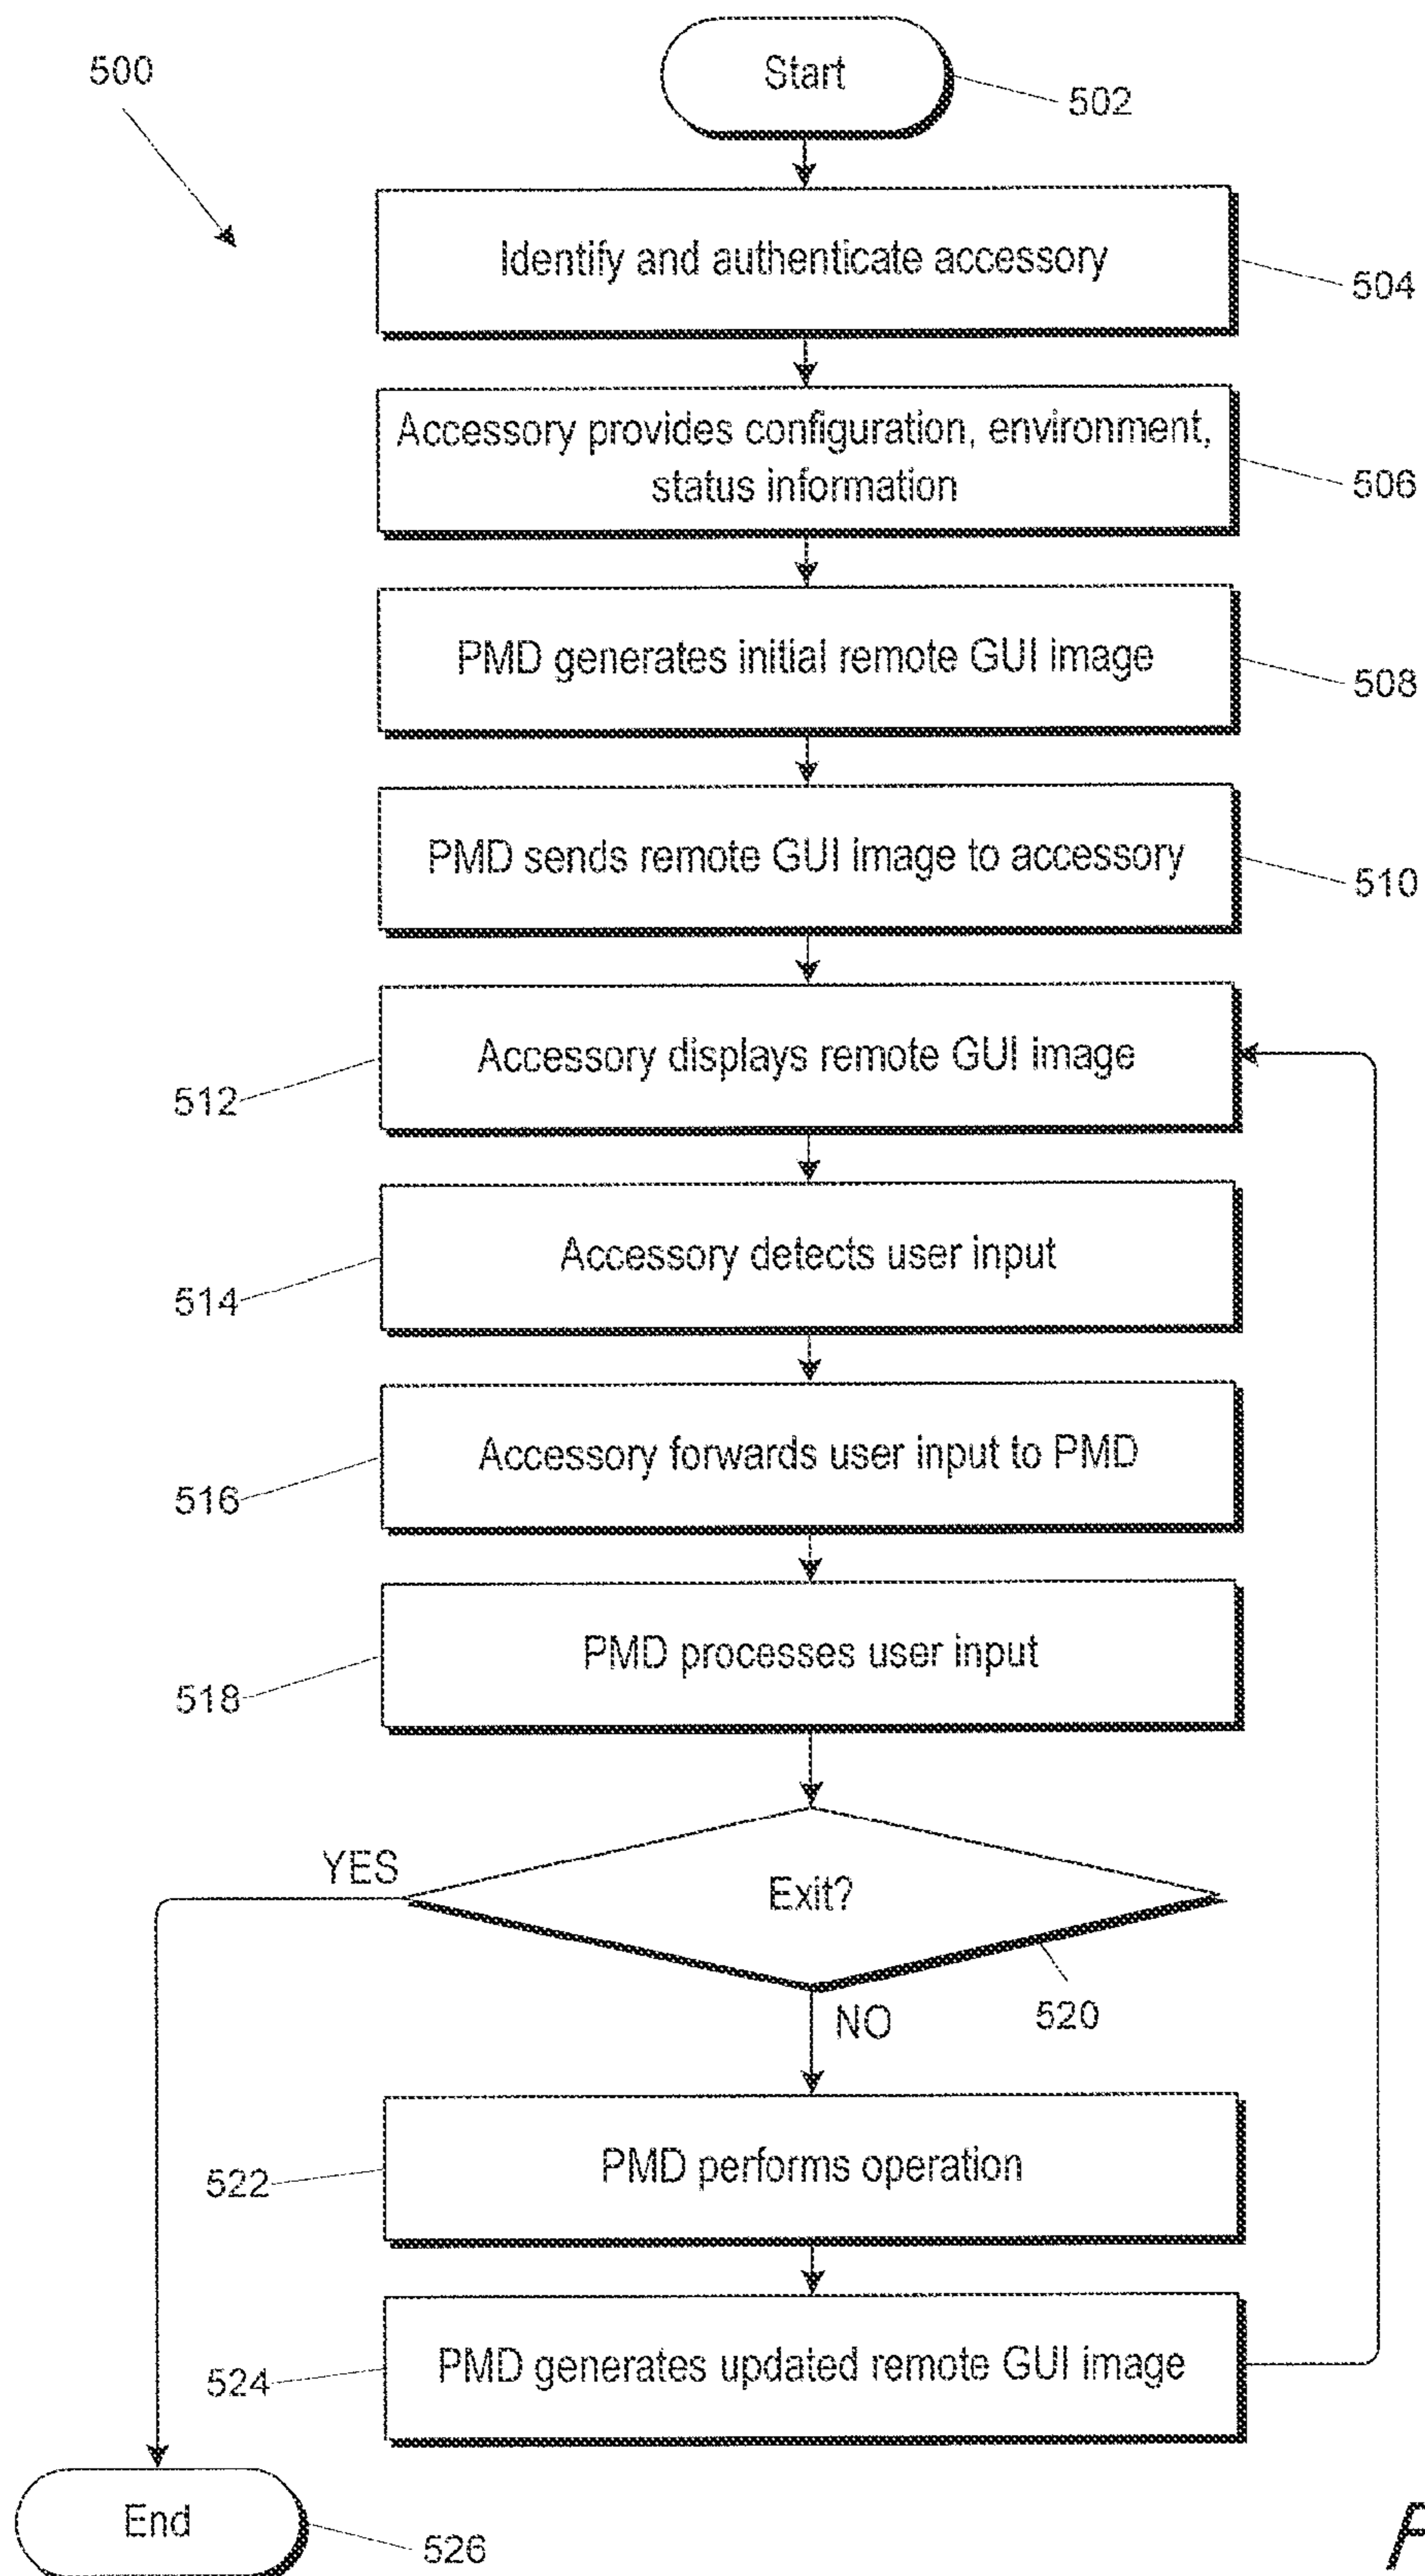 500
Start
502
Identify and authenticate accessory
504
Accessory provides configuration, environment,
status information
506
PMD generates initial remote GUI image
508
PMD sends remote GUI image to accessory
510
Accessory displays remote GUI image
512
Accessory detects user input
514
Accessory forwards user input to PMD
516
PMD processes user input
518
YES
Exit?
NO
520
PMD performs operation
522
PMD generates updated remote GUI image
524
End
526